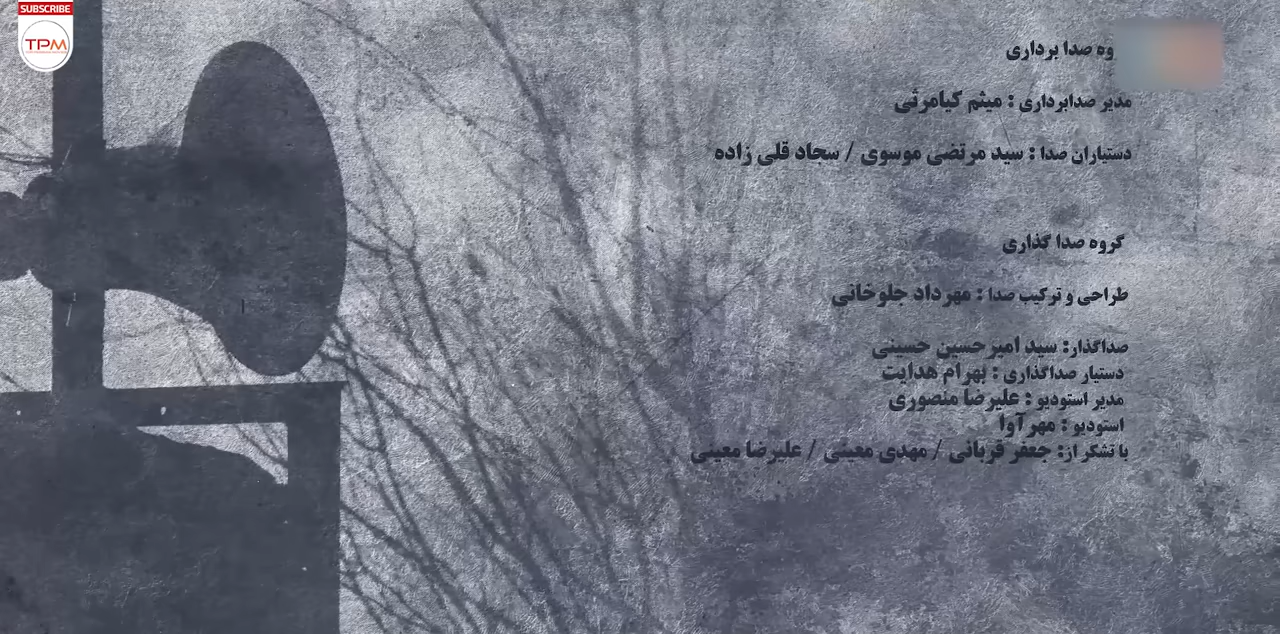 SUBSCRIBE
TPM
وه صدا برداری
مدیر صدابرداری : میثم کیامرثی
دستیاران صدا : سید مرتضی موسوی / سجاد قلی زاده
گروه صدا گذاری
طراحی و ترکیب صدا : مهرداد جلوخانی
صداگذار: سید امیرحسین حسینی
دستیار صداگذاری : بهرام هدایت
مدیر استودیو : علیرضا منصوری
استودیو : مهرآوا
با تشکر از: جعفر قربانی / مهدی معینی / علیرضا معینی